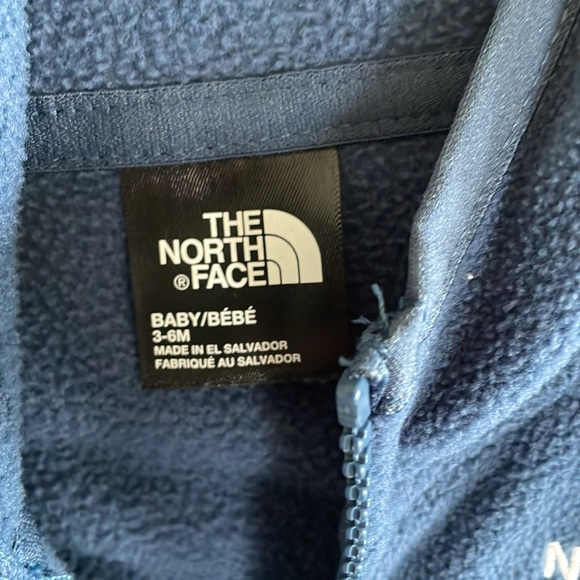 THE
NORTH
® FACE
BABY/BÉBÉ
3-6M
MADE IN EL SALVADOR
FABRIQUÉ AU SALVADOR